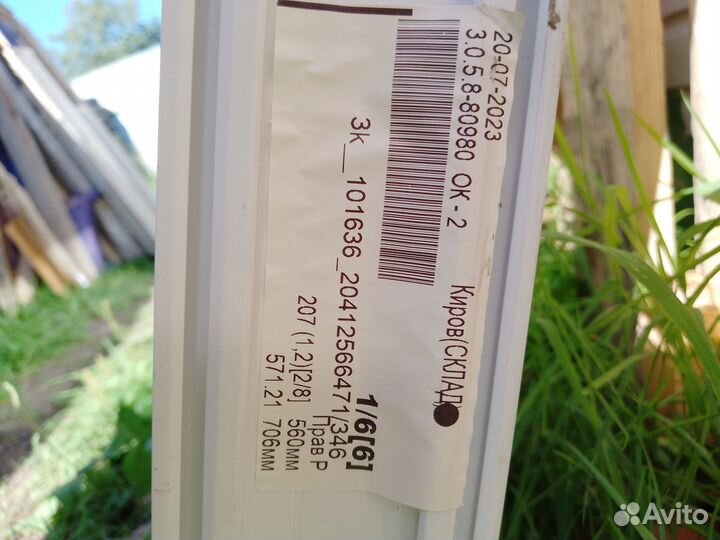 20-07-2023
3.0.5.8-80980 ОК-2 Киров(СКЛАД
3k__101636_20412566471/346
1/6[6]
Прав Р
207 (1,2)[2/8] 560мм
571.21 706мм
Avito